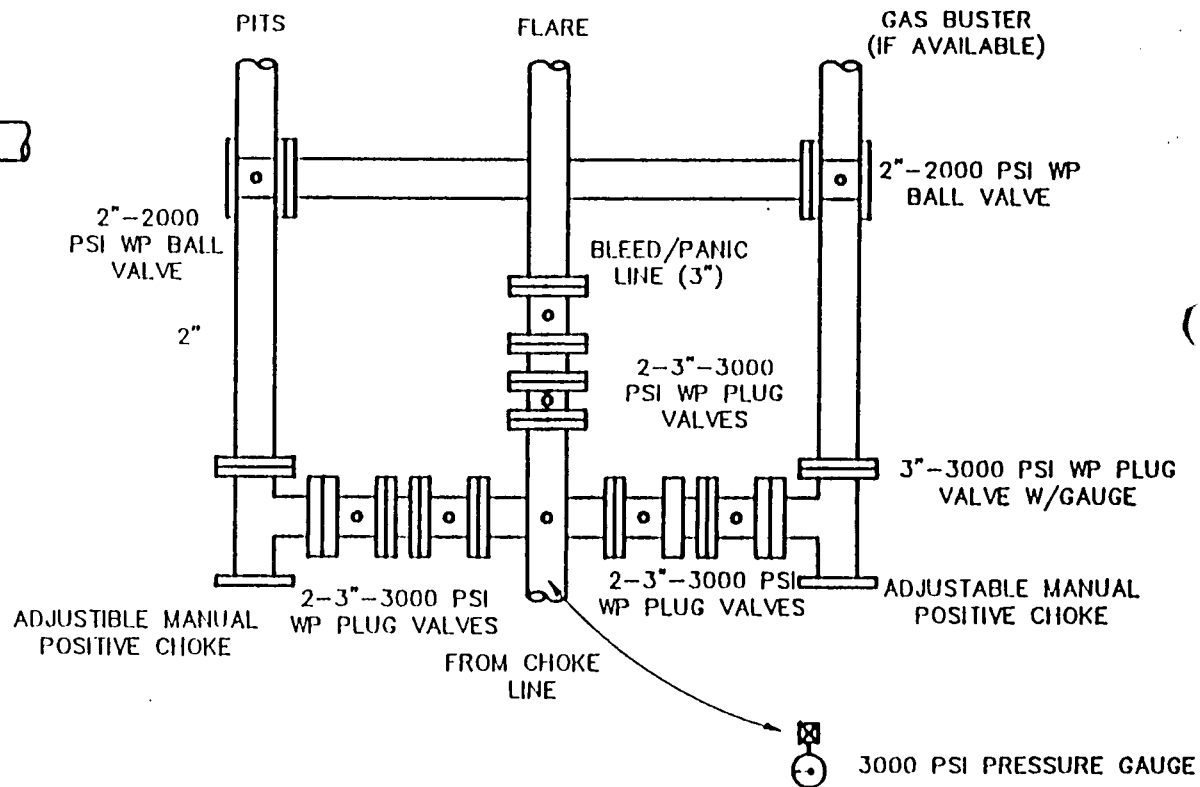 PITS
FLARE
GAS BUSTER
(IF AVAILABLE)
2"-2000
PSI WP BALL
VALVE
2"-2000 PSI WP
BALL VALVE
BLEED/PANIC
LINE (3")
2"
2-3"-3000
PSI WP PLUG
VALVES
3"-3000 PSI WP PLUG
VALVE W/GAUGE
ADJUSTIBLE MANUAL
POSITIVE CHOKE
2-3"-3000 PSI
WP PLUG VALVES
2-3"-3000 PSI
WP PLUG VALVES
ADJUSTABLE MANUAL
POSITIVE CHOKE
FROM CHOKE
LINE
3000 PSI PRESSURE GAUGE